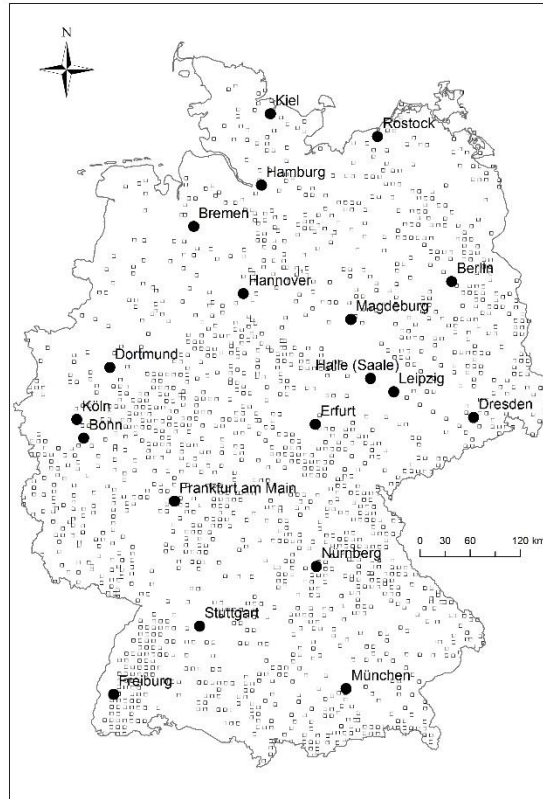 N
Kiel
Rostock
Hamburg
Bremen
Berlin
Hannover
Magdeburg
Dortmund
Halle (Saale)
Leipzig
Köln
Dresden
Erfurt
Bonn
Frankfurt am Main
0 30 60 120 km
Nürnberg
Stuttgart
Freiburg
München